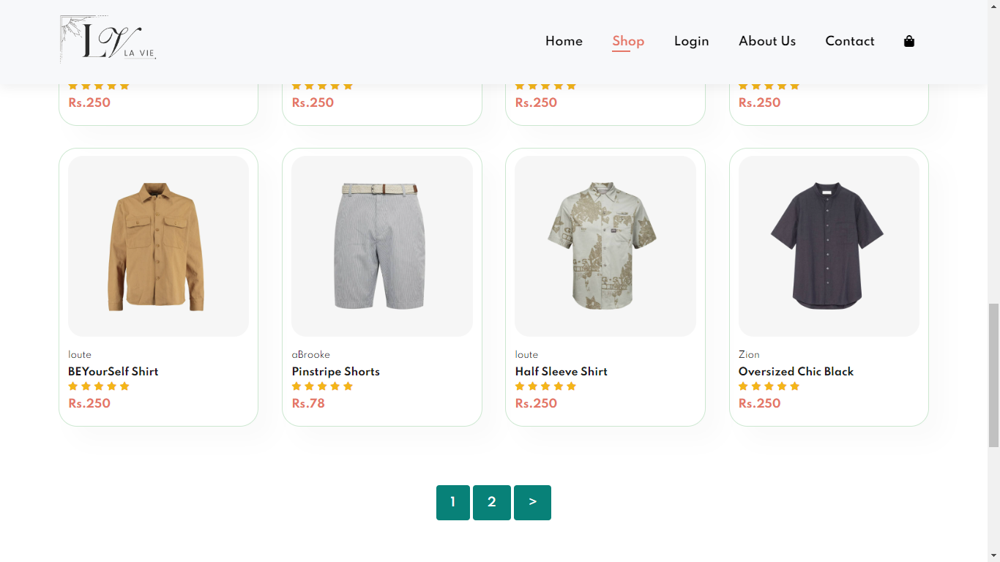 LV LA VIE
Home Shop Login About Us Contact
Rs.250 Rs.250 Rs.250 Rs.250
loute
BEYourSelf Shirt
Rs.250
aBrooke
Pinstripe Shorts
Rs.78
loute
Half Sleeve Shirt
Rs.250
Zion
Oversized Chic Black
Rs.250
1 2 >